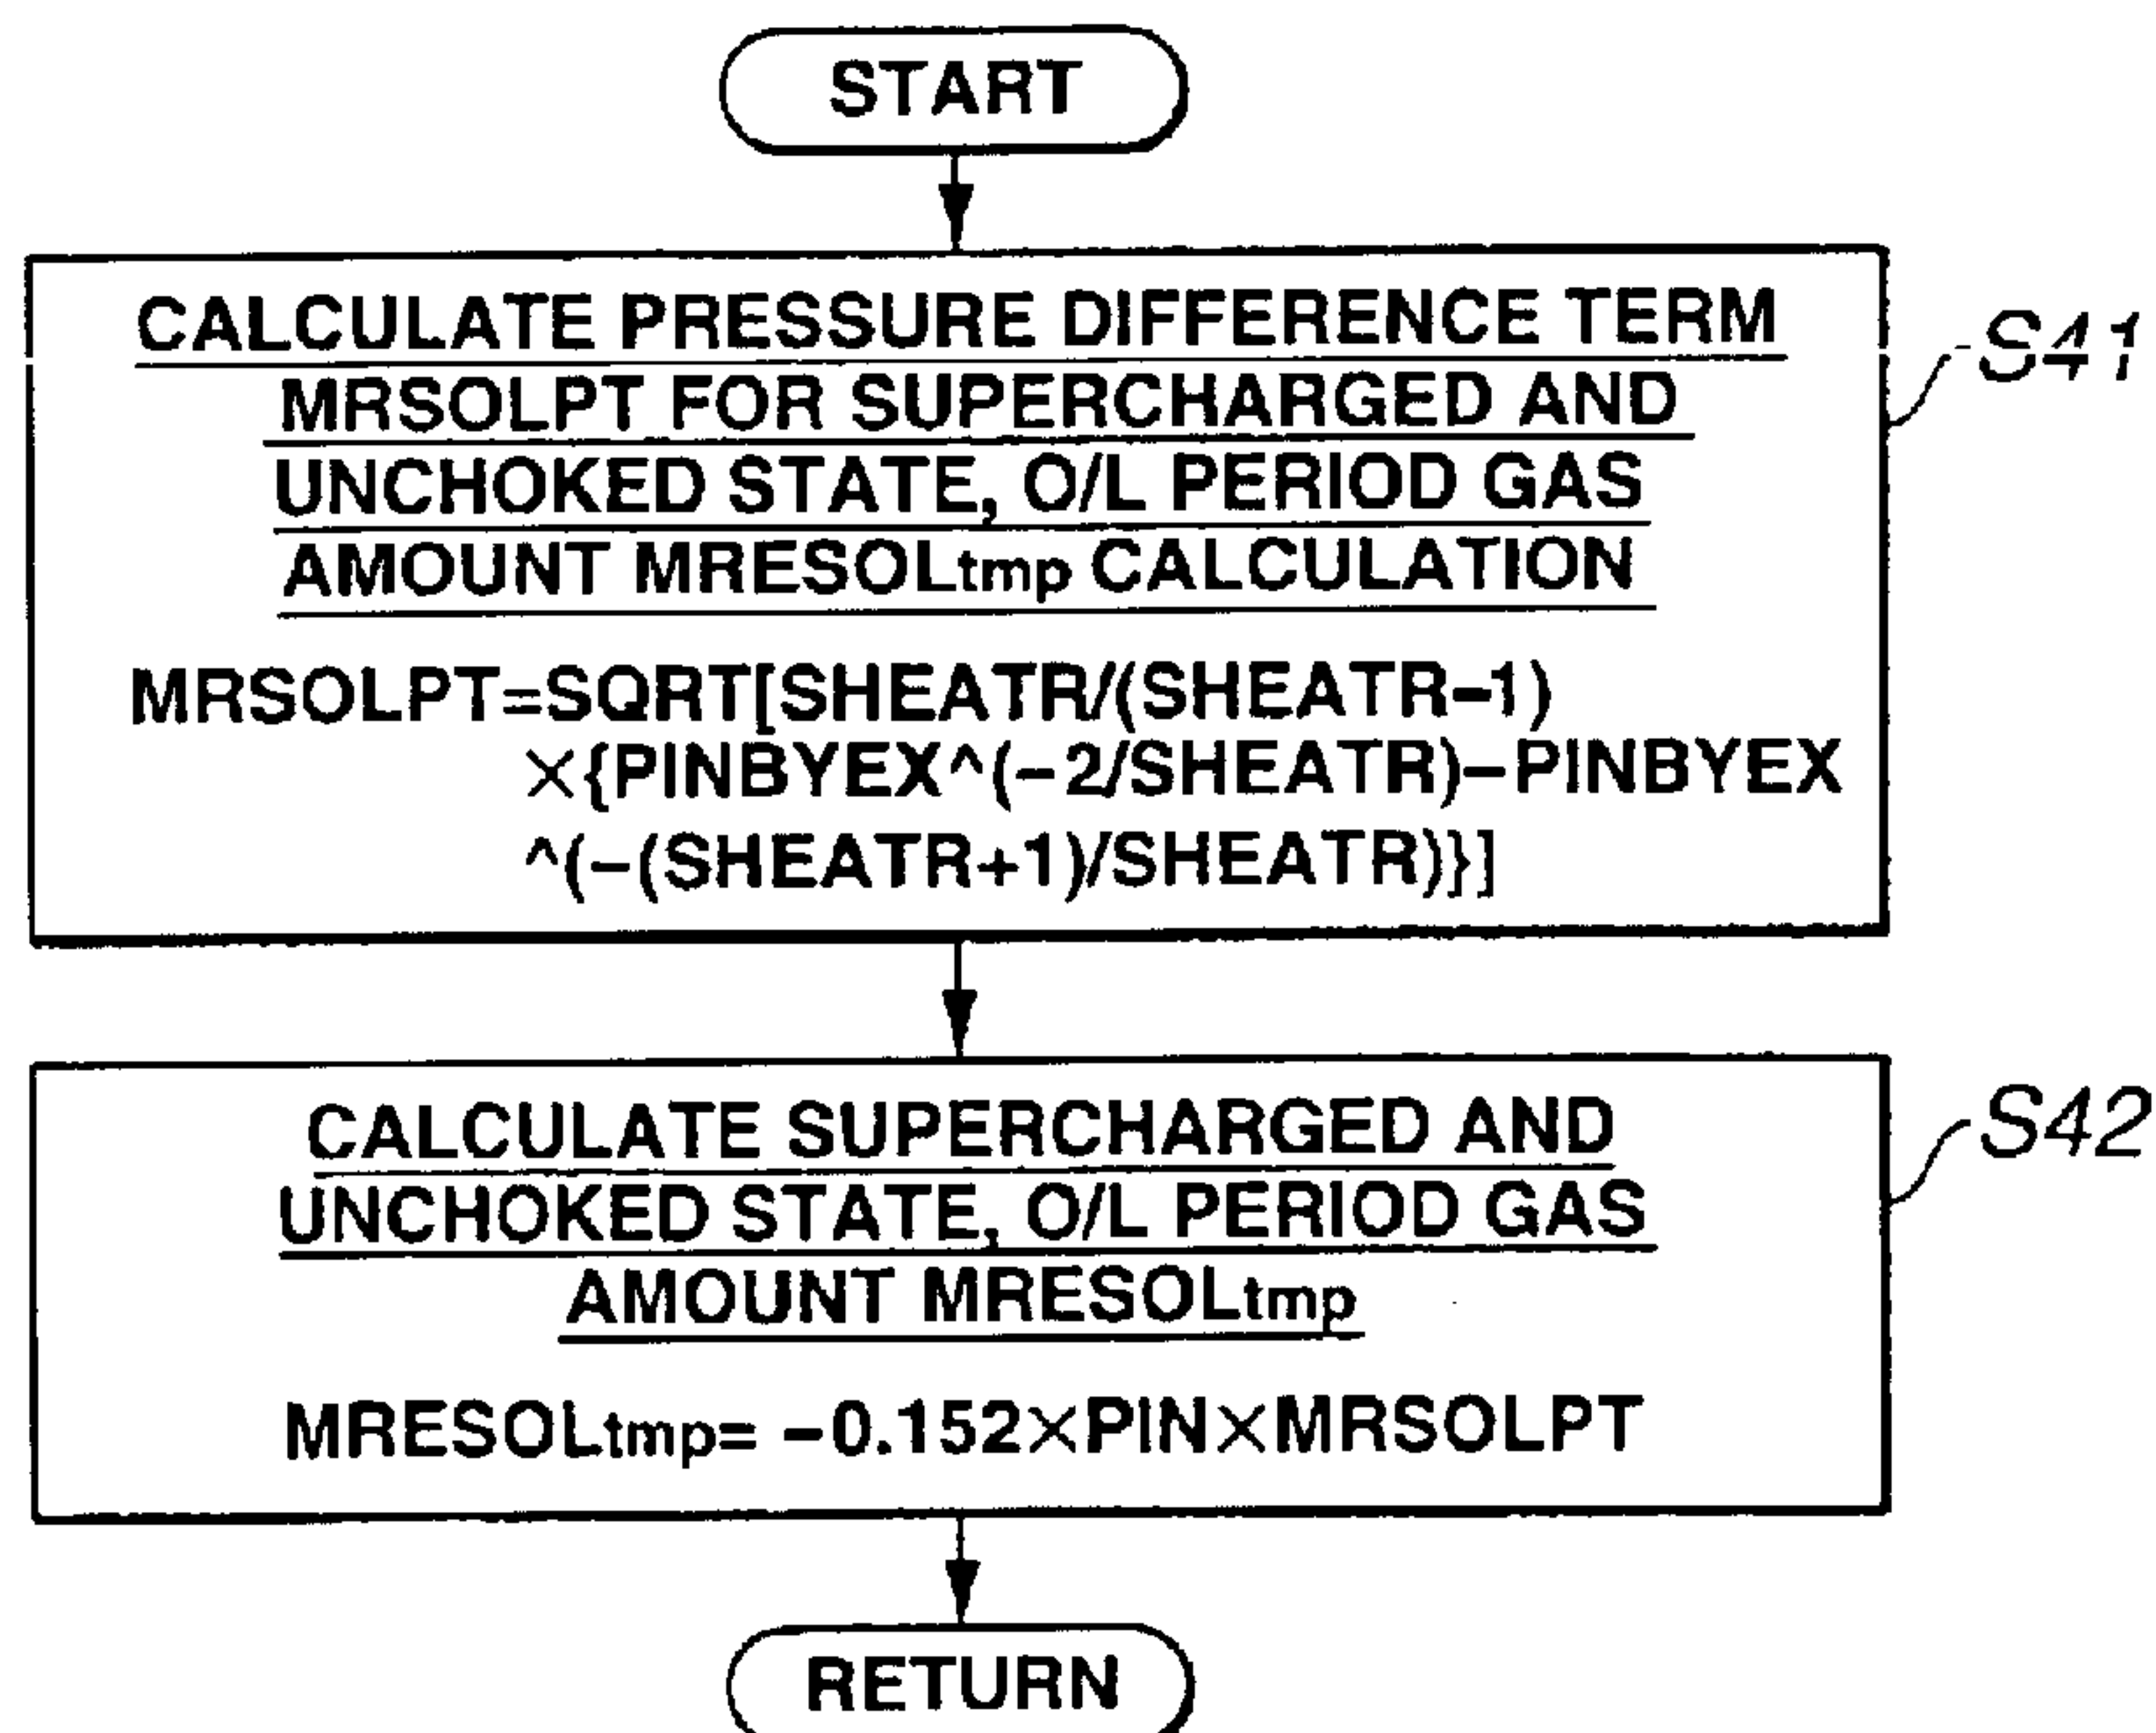 START
CALCULATE PRESSURE DIFFERENCE TERM
MRSOLPT FOR SUPERCHARGED AND
UNCHOKED STATE, O/L PERIOD GAS
AMOUNT MRESOLtmp CALCULATION
MRSOLPT=SQRT[SHEATR/(SHEATR-1)
×{PINBYEX^(-2/SHEATR)-PINBYEX
^(-(SHEATR+1)/SHEATR)}]
S41
CALCULATE SUPERCHARGED AND
UNCHOKED STATE, O/L PERIOD GAS
AMOUNT MRESOLtmp
MRESOLtmp= -0.152×PIN×MRSOLPT
S42
RETURN